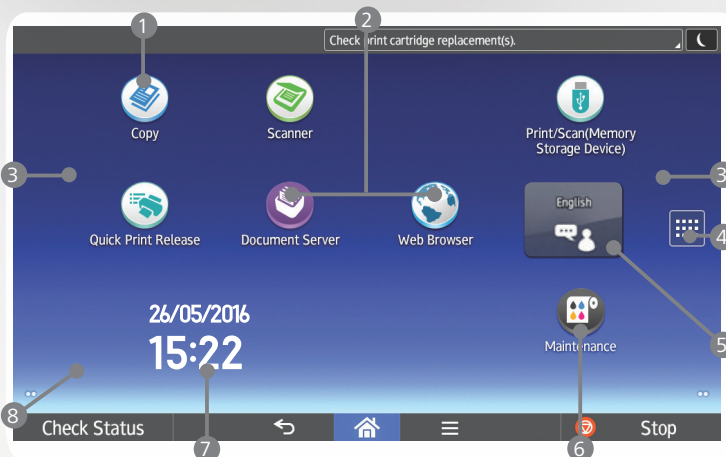 1
2
Check print cartridge replacement(s).
Copy
Scanner
Print/Scan(Memory
Storage Device)
3
3
English
4
Quick Print Release
Document Server
Web Browser
26/05/2016
15:22
Maintenance
5
8
Check Status
Stop
7
6